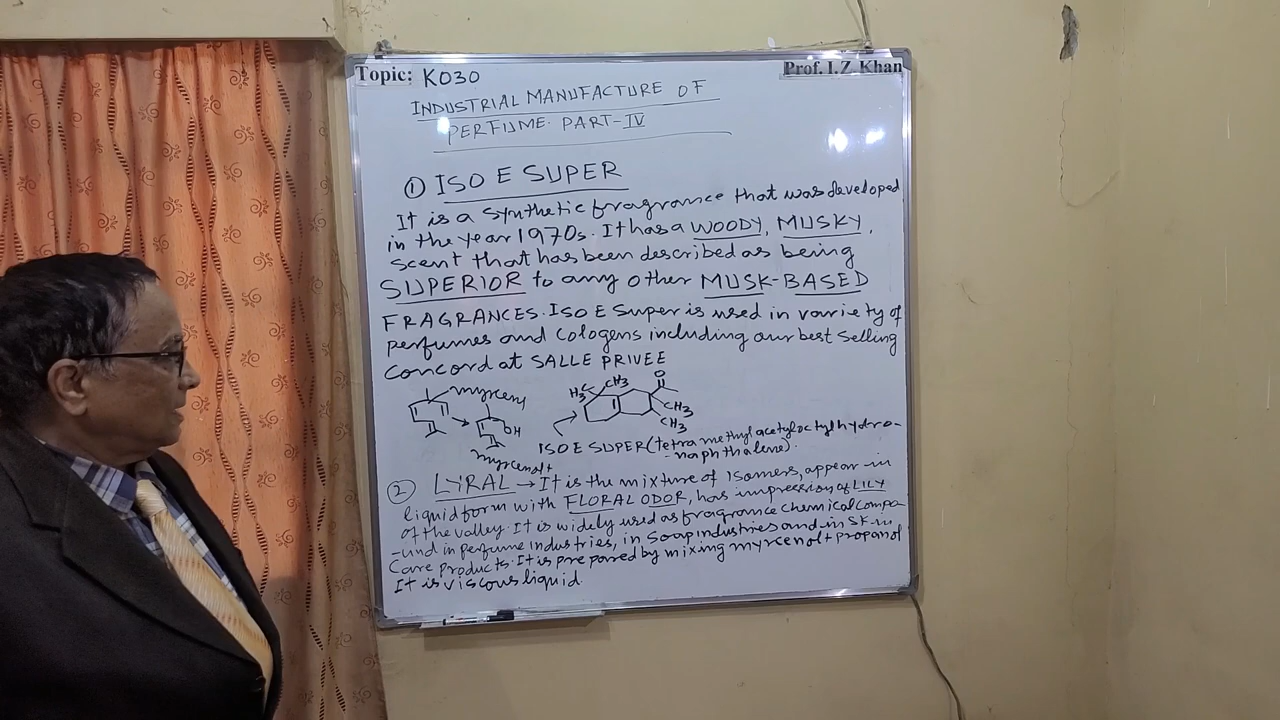 Topic: K030 Prof. I.Z. Khan
INDUSTRIAL MANUFACTURE OF
PERFUME. PART-IV
① ISO E SUPER
It is a synthetic fragrance that was developed
in the year 1970s. It has a WOODY, MUSKY,
scent that has been described as being
SUPERIOR to any other MUSK-BASED
FRAGRANCES. ISO E Super is used in variety of
perfumes and Cologens including our best Selling
Concord at SALLE PRIVEE
myrcen
OH
myrcenol
H3C CH3 O
CH3
CH3
ISO E SUPER (tetra methyl acetyloctylhydro-
-naphthalene).
② LYRAL → It is the mixture of Isomers, appear in
liquid form with FLORAL ODOR, has impression of LILY
of the valley. It is widely used as fragrance chemical Compo-
-und in perfume Industries, in Soap industries and in SK-in
Care products. It is prepared by mixing myrcenol + propanol
It is viscous liquid.